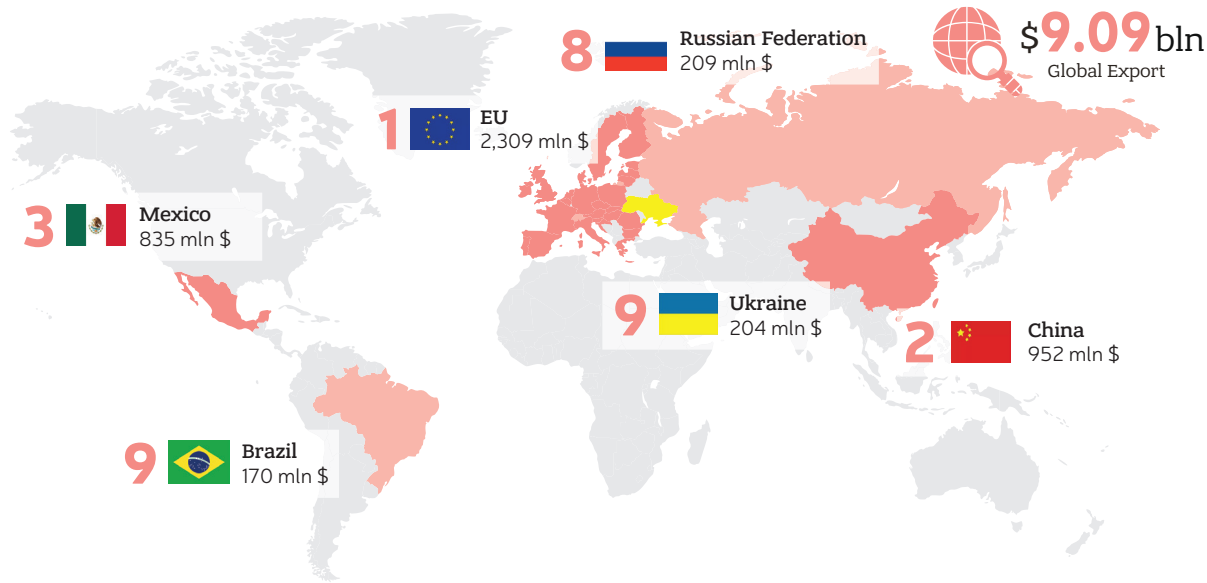 8
Russian Federation
209 mln $
$9.09 bln
Global Export
1
EU
2,309 mln $
3
Mexico
835 mln $
9
Ukraine
204 mln $
2
China
952 mln $
9
Brazil
170 mln $